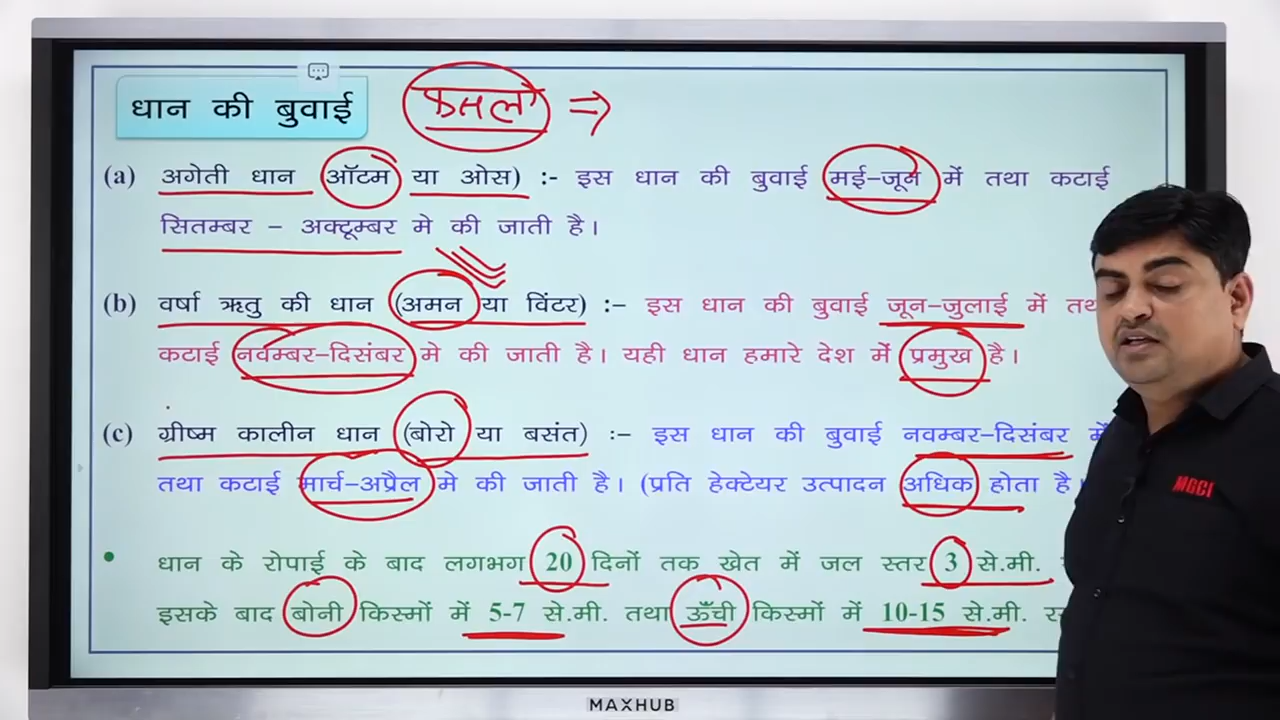 धान की बुवाई
फसलों ⇒
(a) अगेती धान ऑटम या ओस) :- इस धान की बुवाई मई–जून में तथा कटाई
सितम्बर – अक्टूम्बर मे की जाती है।
(b) वर्षा ऋतु की धान (अमन या विंटर) :– इस धान की बुवाई जून–जुलाई में
कटाई नवम्बर–दिसंबर मे की जाती है। यही धान हमारे देश में प्रमुख है।
(c) ग्रीष्म कालीन धान (बोरो या बसंत) :– इस धान की बुवाई नवम्बर–दिसंबर में
तथा कटाई मार्च–अप्रैल मे की जाती है। (प्रति हेक्टेयर उत्पादन अधिक होता है
• धान के रोपाई के बाद लगभग 20 दिनों तक खेत में जल स्तर 3 से.मी.
इसके बाद बोनी किस्मों में 5-7 से.मी. तथा ऊँची किस्मों में 10-15 से.मी.
MGCI
MAXHUB